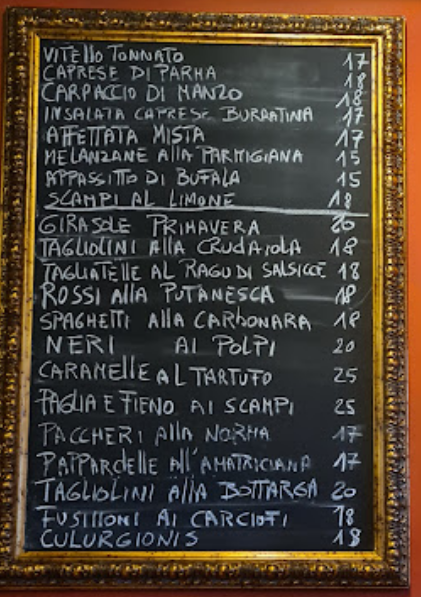 VITELLO TONNATO 17
CAPRESE DI PARMA 18
CARPACCIO DI MANZO 18
INSALATA CAPRESE BURRATINA 17
AFFETTATA MISTA 17
MELANZANE ALLA PARMIGIANA 15
APPASSITTO DI BUFALA 15
SCAMPI AL LIMONE 18
GIRASOLE PRIMAVERA 20
TAGLIOLINI ALLA CRUDAIOLA 18
TAGLIATELLE AL RAGU DI SALSICCE 18
ROSSI ALLA PUTANESCA 18
SPAGHETTI ALLA CARBONARA 18
NERI AI POLPI 20
CARAMELLE AL TARTUFO 25
PAGLIA E FIENO AI SCAMPI 25
PACCHERI ALLA NORMA 17
PAPPARDELLE ALL'AMATRICIANA 17
TAGLIOLINI ALLA BOTTARGA 20
FUSILLONI AI CARCIOFI 18
CULURGIONIS 18